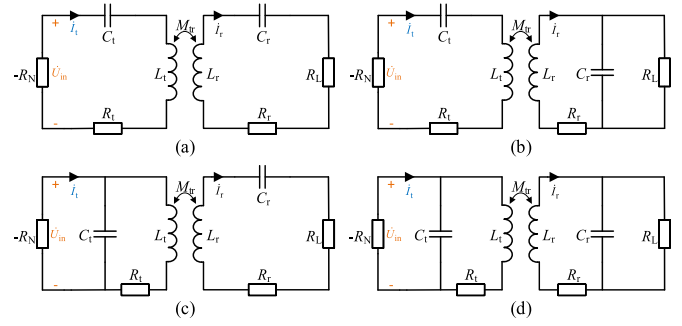 + İt Ct Mtr İr Cr
-RN U̇in Lt Lr RL
- Rt Rr
(a)
+ İt Ct Mtr İr
-RN U̇in Lt Lr Cr RL
- Rt Rr
(b)
+ İt Mtr İr Cr
-RN U̇in Ct Lt Lr RL
- Rt Rr
(c)
+ İt Mtr İr
-RN U̇in Ct Lt Lr Cr RL
- Rt Rr
(d)